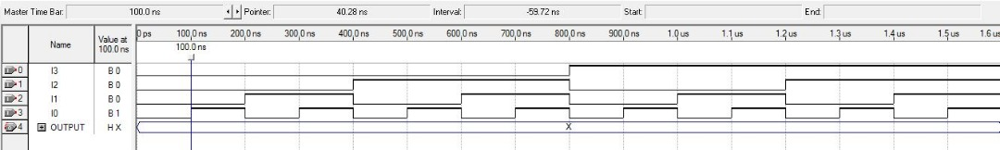 Master Time Bar: 100.0 ns Pointer: 40.28 ns Interval: -59.72 ns Start: End:
Name Value at 100.0 ns 0 ps 100.0 ns 200.0 ns 300.0 ns 400.0 ns 500.0 ns 600.0 ns 700.0 ns 800.0 ns 900.0 ns 1.0 us 1.1 us 1.2 us 1.3 us 1.4 us 1.5 us 1.6 us
100.0 ns
0 I3 B 0
1 I2 B 0
2 I1 B 0
3 I0 B 1
4 OUTPUT H X X